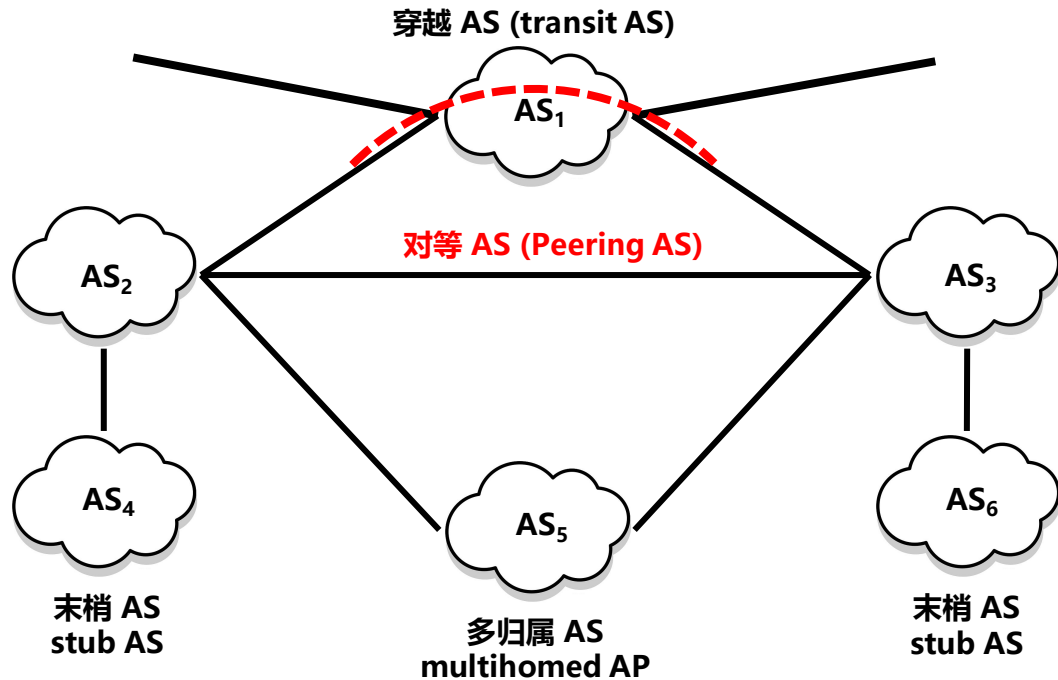 穿越 AS (transit AS)
AS₁
对等 AS (Peering AS)
AS₂
AS₃
AS₄
AS₅
AS₆
末梢 AS
stub AS
多归属 AS
multihomed AP
末梢 AS
stub AS